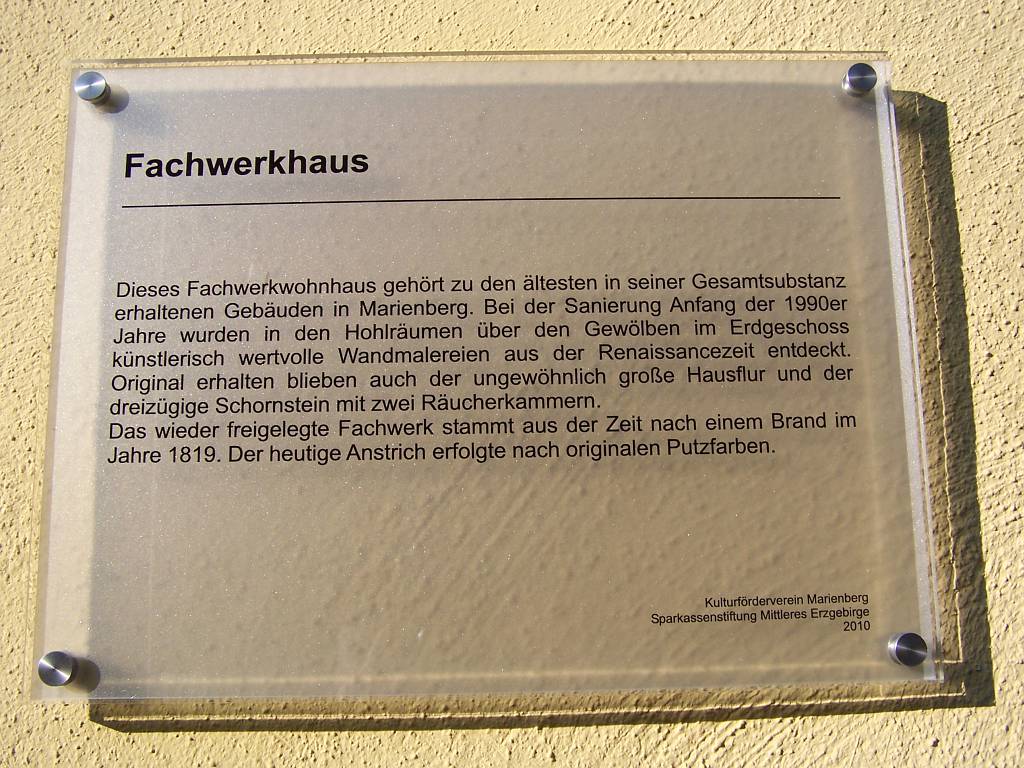 Fachwerkhaus
Dieses Fachwerkwohnhaus gehört zu den ältesten in seiner Gesamtsubstanz
erhaltenen Gebäuden in Marienberg. Bei der Sanierung Anfang der 1990er
Jahre wurden in den Hohlräumen über den Gewölben im Erdgeschoss
künstlerisch wertvolle Wandmalereien aus der Renaissancezeit entdeckt.
Original erhalten blieben auch der ungewöhnlich große Hausflur und der
dreizügige Schornstein mit zwei Räucherkammern.
Das wieder freigelegte Fachwerk stammt aus der Zeit nach einem Brand im
Jahre 1819. Der heutige Anstrich erfolgte nach originalen Putzfarben.
Kulturförderverein Marienberg
Sparkassenstiftung Mittleres Erzgebirge
2010